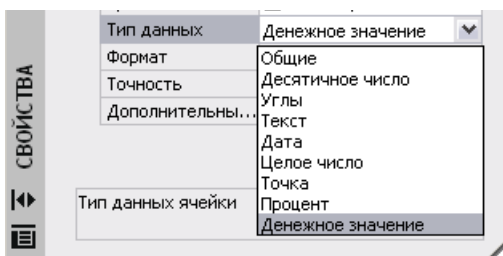 Тип данных Денежное значение
Формат Общие
Точность Десятичное число
Дополнительны... Углы
Текст
Дата
Целое число
Точка
Процент
Денежное значение
Тип данных ячейки
СВОЙСТВА